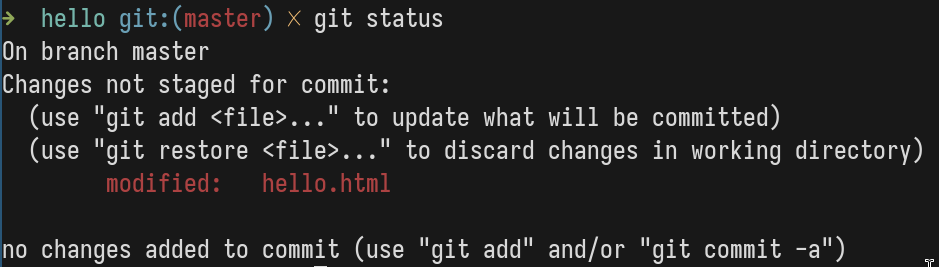 ➜  hello git:(master) ✗ git status
On branch master
Changes not staged for commit:
  (use "git add <file>..." to update what will be committed)
  (use "git restore <file>..." to discard changes in working directory)
        modified:   hello.html

no changes added to commit (use "git add" and/or "git commit -a")